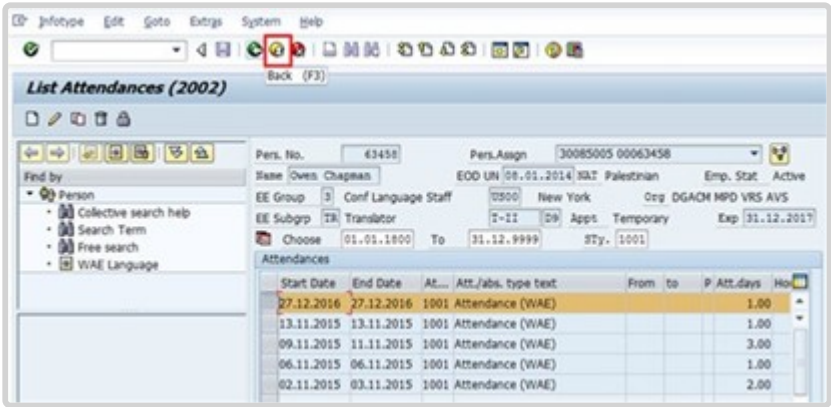 Infotype Edit Goto Extras System Help
Back (F3)
List Attendances (2002)
Find by
Person
Collective search help
Search Term
Free search
WAE Language
Pers. No. 63458 Pers.Assgn 30085005 00063458
Name Owen Chapman EOD UN 08.01.2014 NAT Palestinian Emp. Stat Active
EE Group 3 Conf Language Staff US00 New York Org DGACM MPD VRS AVS
EE Subgrp TR Translator I-II D9 Appt Temporary Exp 31.12.2017
Choose 01.01.1800 To 31.12.9999 STy. 1001
Attendances
Start Date End Date At... Att./abs. type text From to P Att.days
27.12.2016 27.12.2016 1001 Attendance (WAE) 1.00
13.11.2015 13.11.2015 1001 Attendance (WAE) 1.00
09.11.2015 11.11.2015 1001 Attendance (WAE) 3.00
06.11.2015 06.11.2015 1001 Attendance (WAE) 1.00
02.11.2015 03.11.2015 1001 Attendance (WAE) 2.00